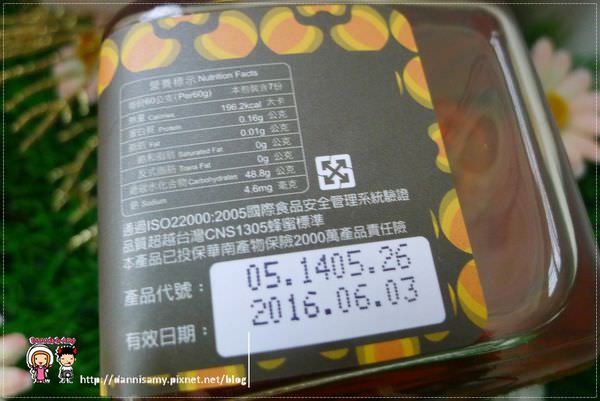 營養標示 Nutrition Facts
每份60公克(Per60g) 本瓶裝含7份
熱量 Calories 196.2kcal 大卡
蛋白質 Protein 0.16g 公克
脂肪 Fat 0.01g 公克
飽和脂肪 Saturated Fat 0g 公克
反式脂肪 Trans Fat 0g 公克
碳水化合物 Carbohydrates 48.8g 公克
鈉 Sodium 4.6mg 毫克
通過ISO22000:2005國際食品安全管理系統驗證
品質超越台灣CNS1305蜂蜜標準
本產品已投保華南產物保險2000萬產品責任險
產品代號: 05.1405.26
有效日期: 2016.06.03
http://dannisamy.pixnet.net/blog